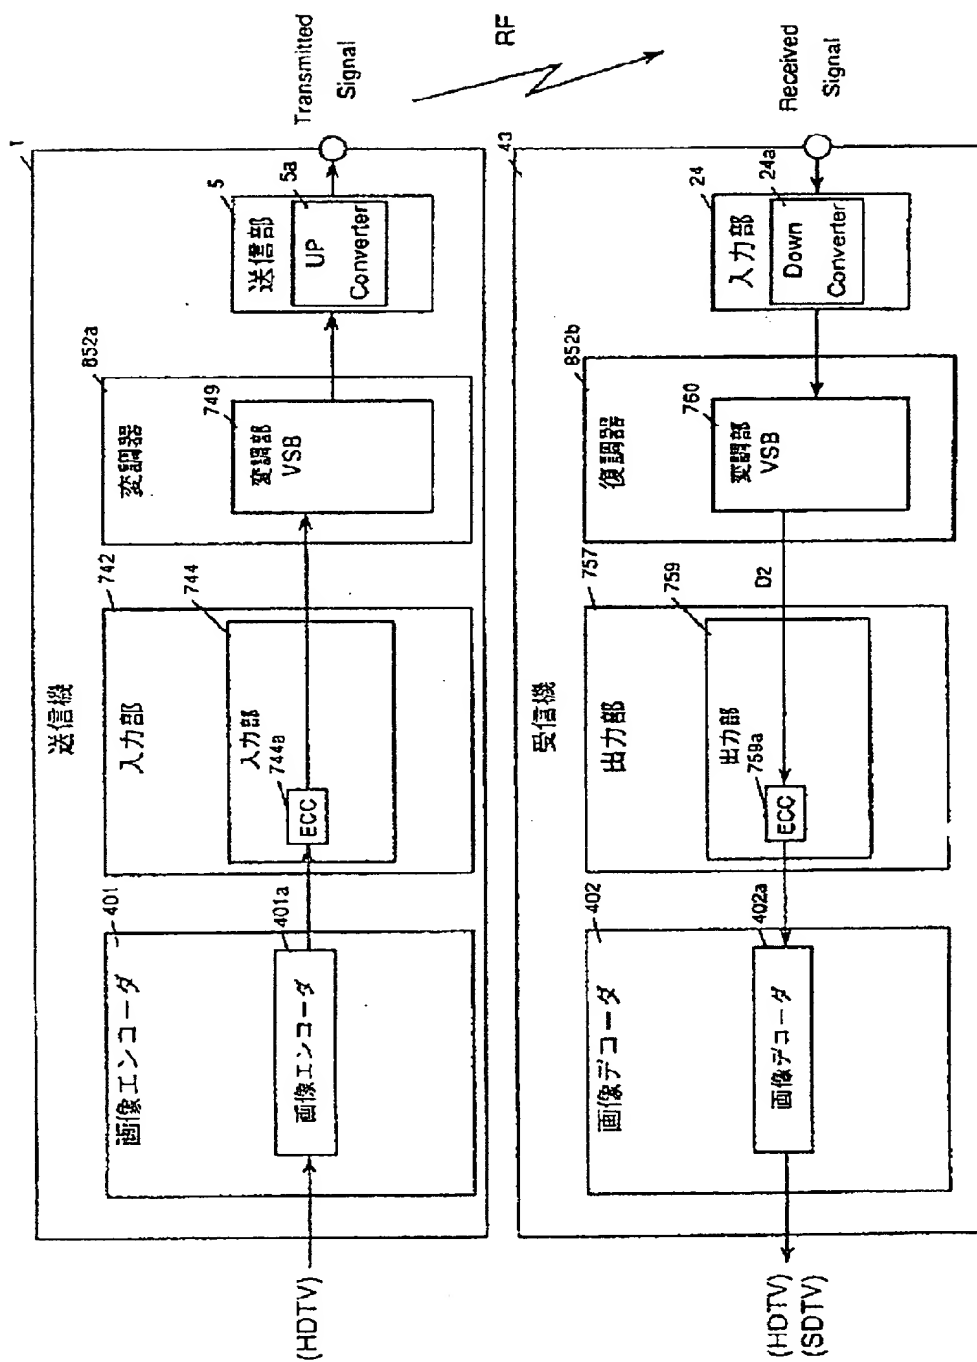 1
送信機
(HDTV)
401
画像エンコーダ
401a
画像エンコーダ
742
入力部
744
入力部
744a
ECC
852a
変調器
749
変調部
VSB
5
送信部
5a
UP
Converter
Transmitted
Signal
RF
43
受信機
(HDTV)
(SDTV)
402
画像デコーダ
402a
画像デコーダ
757
出力部
759
出力部
759a
ECC
D2
852b
復調器
760
変調部
VSB
24
入力部
24a
Down
Converter
Received
Signal